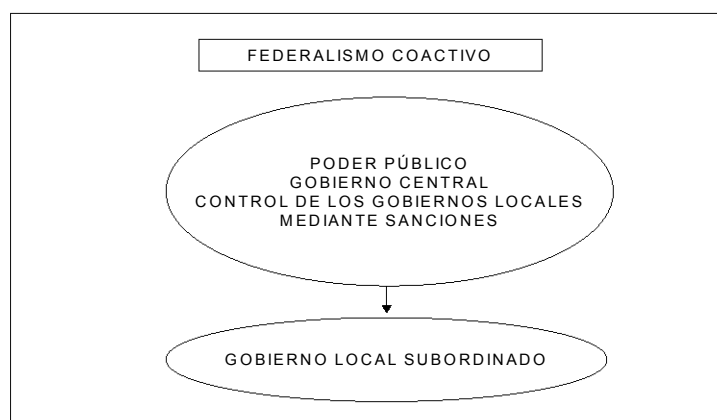 FEDERALISMO COACTIVO
PODER PÚBLICO
GOBIERNO CENTRAL
CONTROL DE LOS GOBIERNOS LOCALES
MEDIANTE SANCIONES
GOBIERNO LOCAL SUBORDINADO